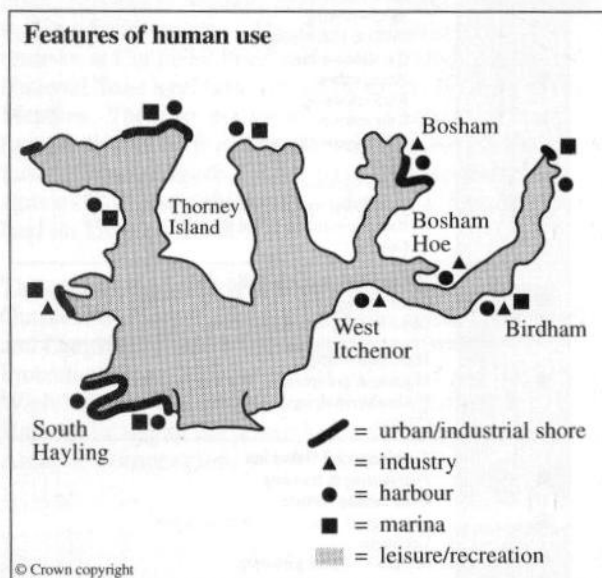 Features of human use
Bosham
Thorney
Island
Bosham
Hoe
West
Itchenor
Birdham
South
Hayling
= urban/industrial shore
= industry
= harbour
= marina
= leisure/recreation
© Crown copyright